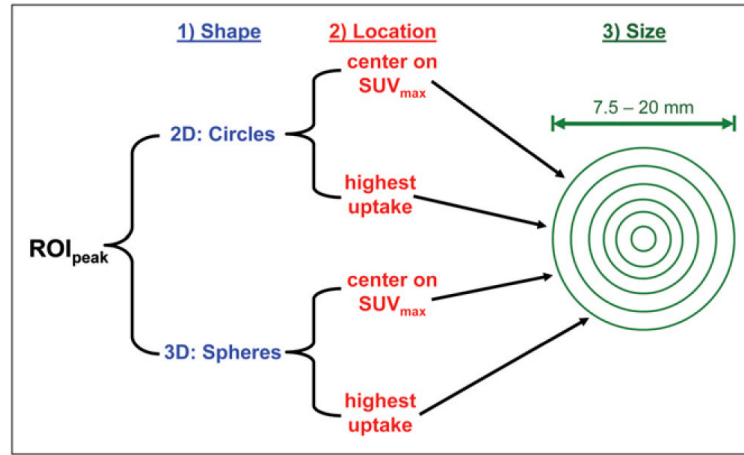 1) Shape
2) Location
3) Size
center on
SUVmax
7.5 – 20 mm
2D: Circles
highest
uptake
ROIpeak
center on
SUVmax
3D: Spheres
highest
uptake